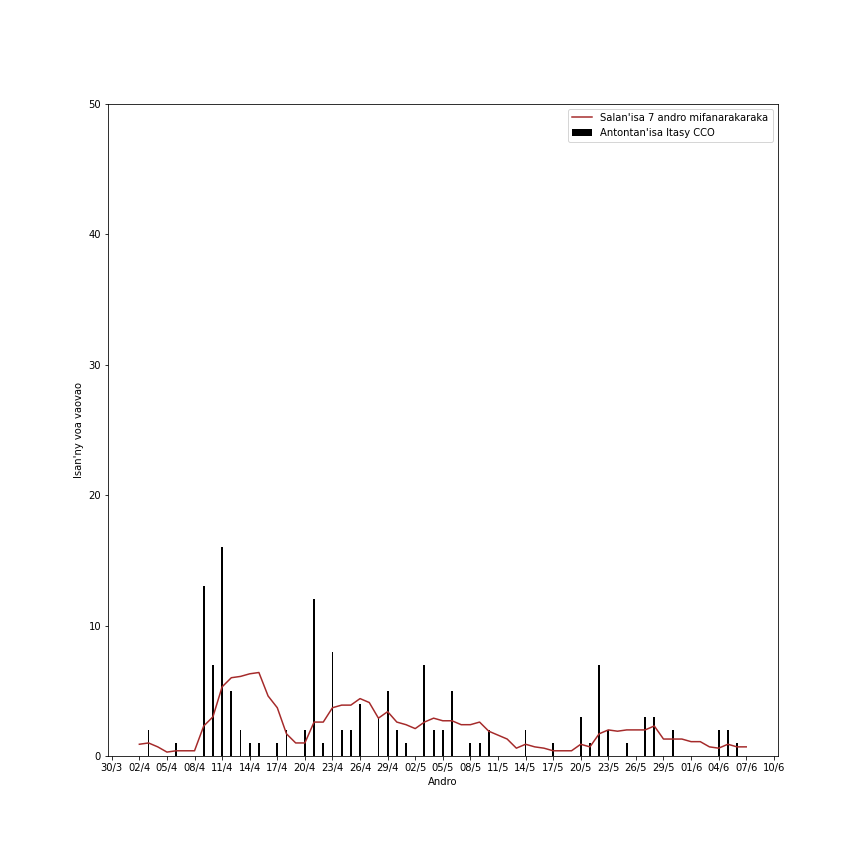 50
Salan'isa 7 andro mifanarakaraka
Antontan'isa Itasy CCO
40
30
20
10
0
Isan'ny voa vaovao
30/3 02/4 05/4 08/4 11/4 14/4 17/4 20/4 23/4 26/4 29/4 02/5 05/5 08/5 11/5 14/5 17/5 20/5 23/5 26/5 29/5 01/6 04/6 07/6 10/6
Andro